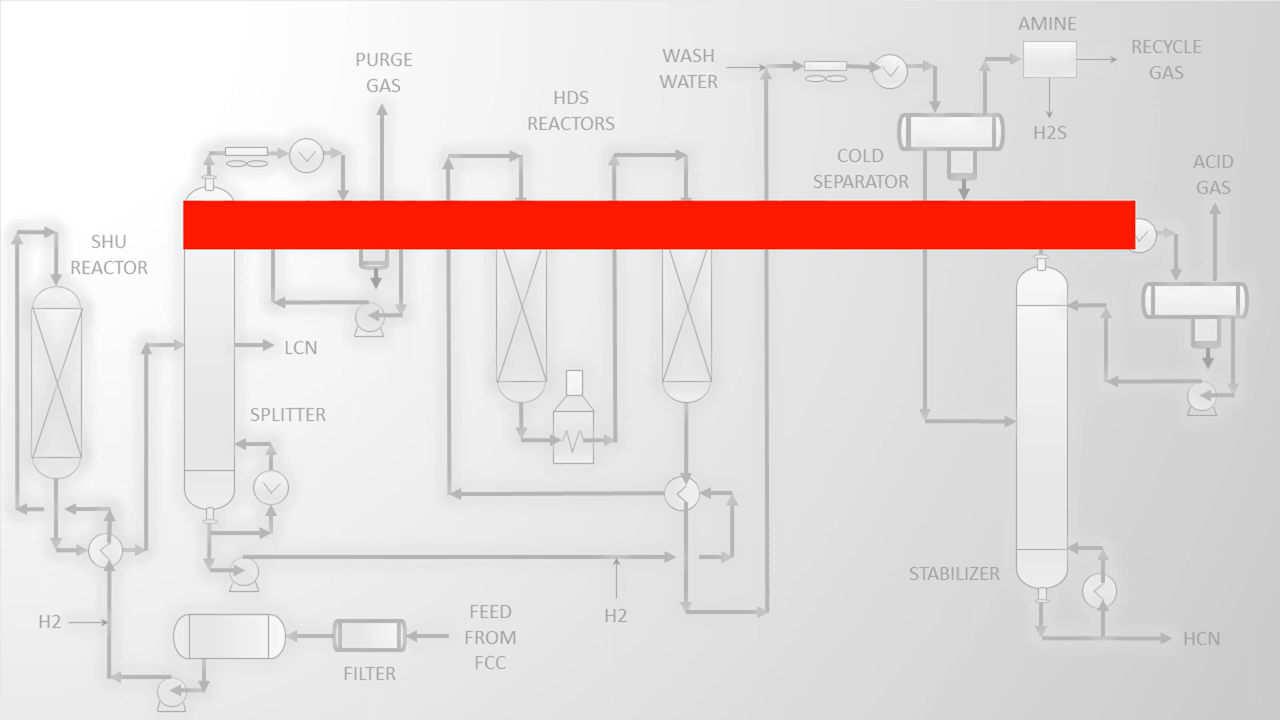 AMINE
RECYCLE
GAS
WASH
WATER
PURGE
GAS
HDS
REACTORS
H2S
COLD
SEPARATOR
ACID
GAS
SHU
REACTOR
LCN
SPLITTER
STABILIZER
H2
H2
FEED
FROM
FCC
FILTER
HCN